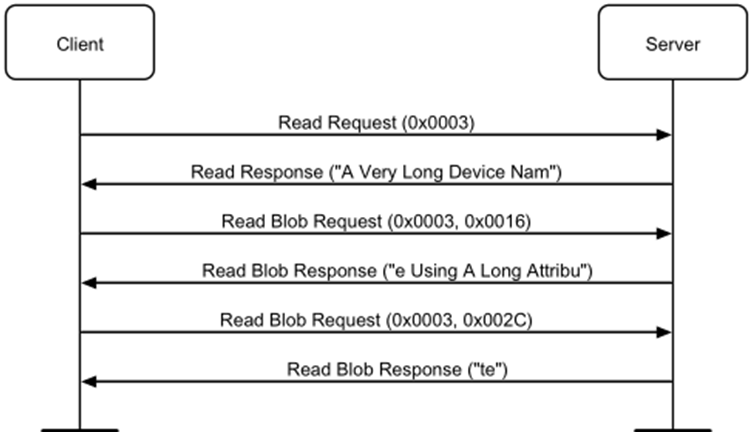 Client
Server
Read Request (0x0003)
Read Response ("A Very Long Device Nam")
Read Blob Request (0x0003, 0x0016)
Read Blob Response ("e Using A Long Attribu")
Read Blob Request (0x0003, 0x002C)
Read Blob Response ("te")